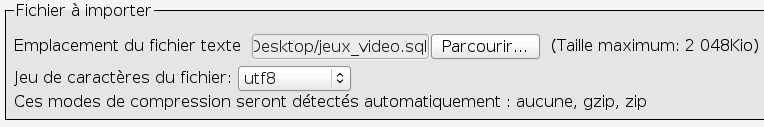 Fichier à importer
Emplacement du fichier texte Desktop/jeux_video.sql Parcourir... (Taille maximum: 2 048Kio)
Jeu de caractères du fichier: utf8
Ces modes de compression seront détectés automatiquement : aucune, gzip, zip